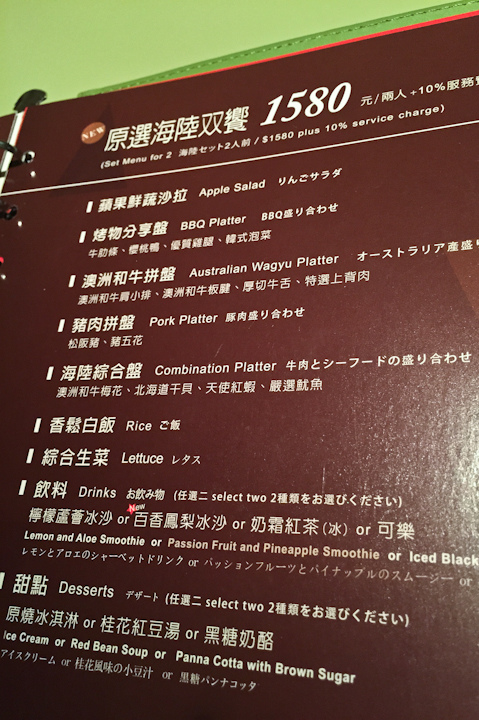 NEW 原選海陸双饗 1580 元/兩人+10%服務
(Set Menu for 2 海陸セット2人前 / $1580 plus 10% service charge)
蘋果鮮蔬沙拉 Apple Salad りんごサラダ
烤物分享盤 BBQ Platter BBQ盛り合わせ
牛肋條、櫻桃鴨、優質雞腿、韓式泡菜
澳洲和牛拼盤 Australian Wagyu Platter オーストラリア産盛り
澳洲和牛肩小排、澳洲和牛板腱、厚切牛舌、特選上背肉
豬肉拼盤 Pork Platter 豚肉盛り合わせ
松阪豬、豬五花
海陸綜合盤 Combination Platter 牛肉とシーフードの盛り合わせ
澳洲和牛梅花、北海道干貝、天使紅蝦、嚴選魷魚
香鬆白飯 Rice ご飯
綜合生菜 Lettuce レタス
飲料 Drinks お飲み物 (任選二 select two 2種類をお選びください)
NEW
檸檬蘆薈冰沙 or 百香鳳梨冰沙 or 奶霜紅茶(冰) or 可樂
Lemon and Aloe Smoothie or Passion Fruit and Pineapple Smoothie or Iced Black
レモンとアロエのシャーベットドリンク or パッションフルーツとパイナップルのスムージー or
甜點 Desserts デザート (任選二 select two 2種類をお選びください)
原燒冰淇淋 or 桂花紅豆湯 or 黑糖奶酪
Ice Cream or Red Bean Soup or Panna Cotta with Brown Sugar
アイスクリーム or 桂花風味の小豆汁 or 黒糖パンナコッタ